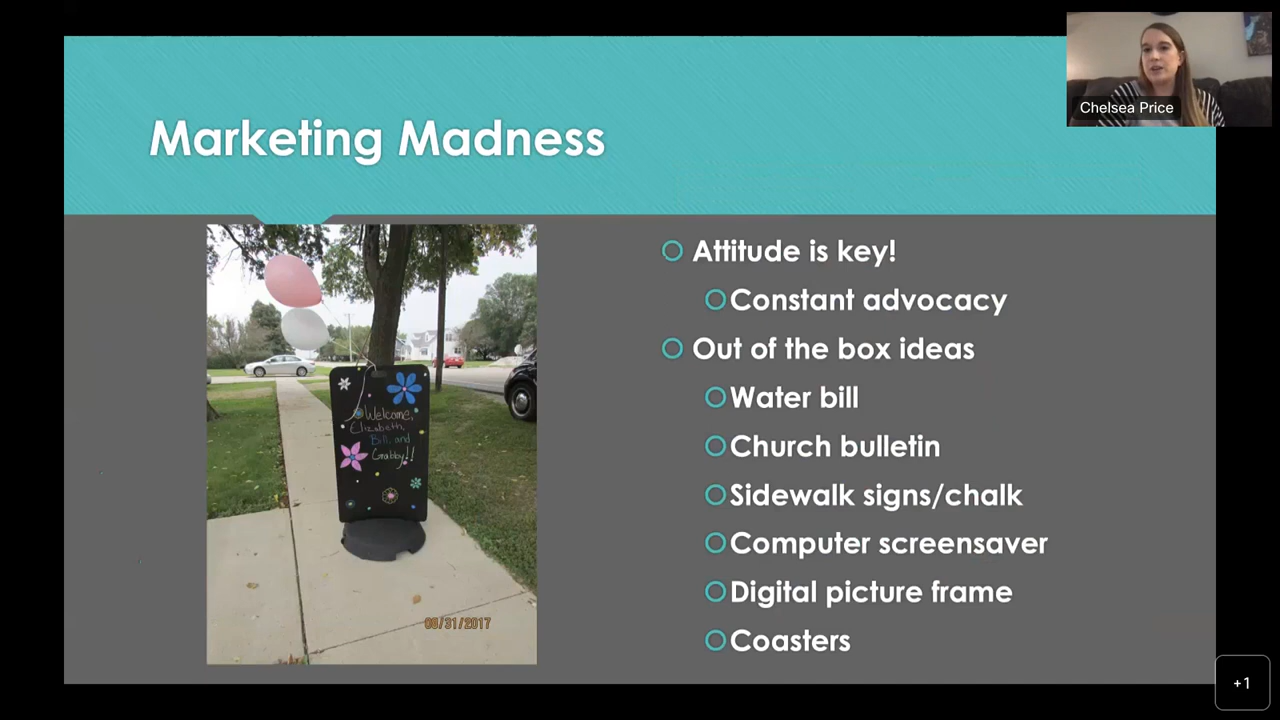 Chelsea Price
Marketing Madness
Attitude is key!
Constant advocacy
Out of the box ideas
Water bill
Church bulletin
Sidewalk signs/chalk
Computer screensaver
Digital picture frame
Coasters
Welcome,
Elizabeth,
Bill and
Gabby!!
08/31/2017
+1